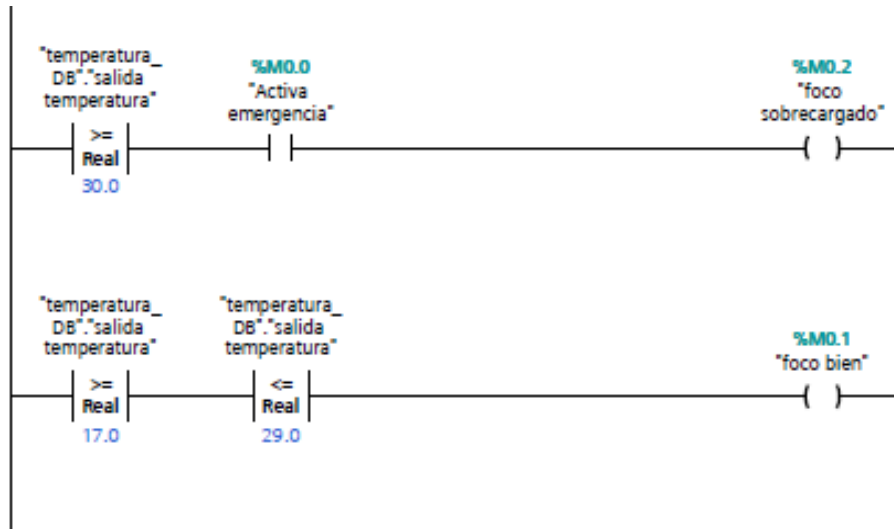 "temperatura_
DB"."salida
temperatura"
>=
Real
30.0
%M0.0
"Activa
emergencia"
%M0.2
"foco
sobrecargado"
"temperatura_
DB"."salida
temperatura"
>=
Real
17.0
"temperatura_
DB"."salida
temperatura"
<=
Real
29.0
%M0.1
"foco bien"